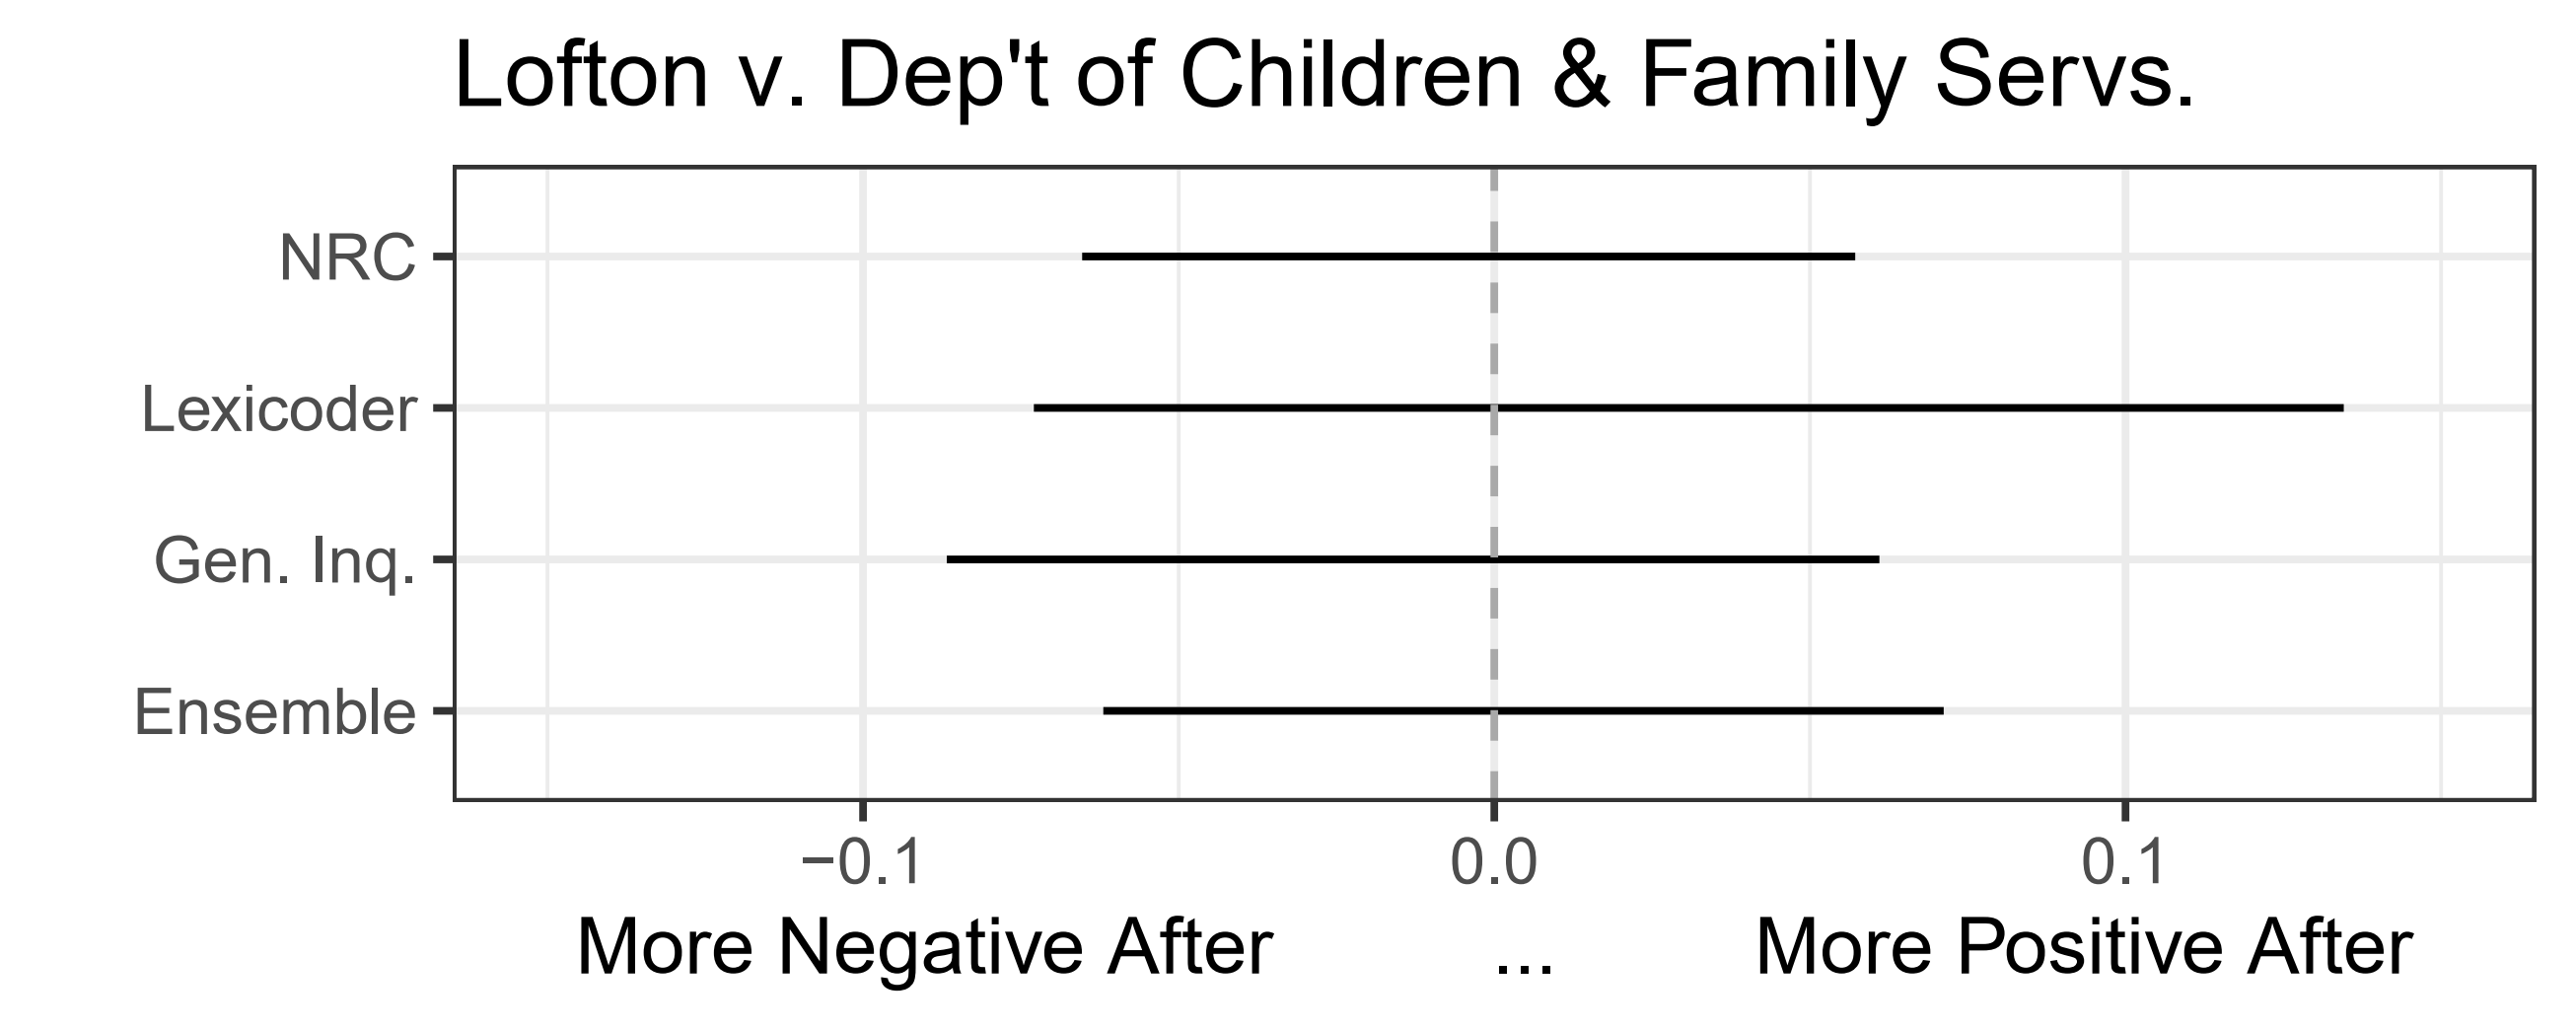 Lofton v. Dep't of Children & Family Servs.
NRC
Lexicoder
Gen. Inq.
Ensemble
−0.1 0.0 0.1
More Negative After ... More Positive After